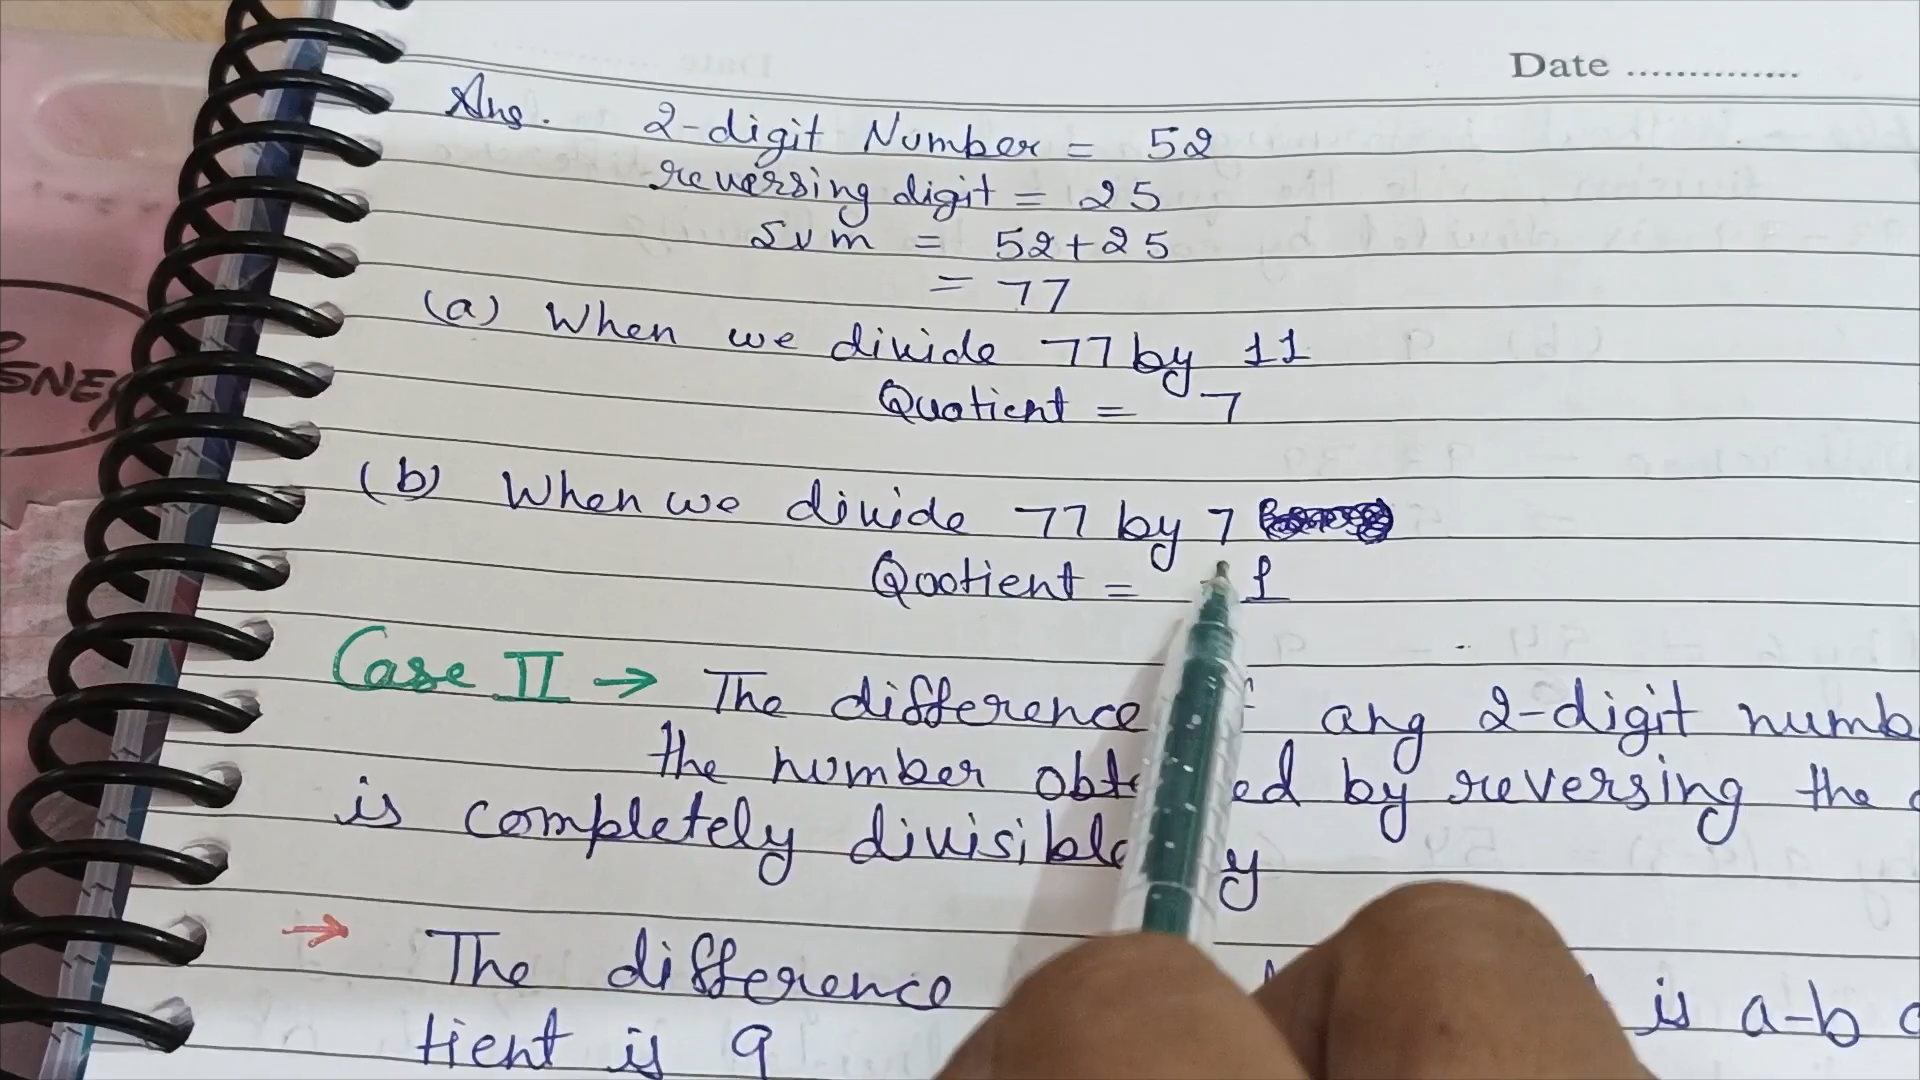 Date ..............
Ans. 2-digit Number = 52
reversing digit = 25
Sum = 52+25
= 77
(a) When we divide 77 by 11
Quotient = 7
(b) When we divide 77 by 7
Quotient = 1
Case II → The difference ang 2-digit numb
the number obt ed by reversing the
is completely divisible y
→ The difference is a-b
tient is 9